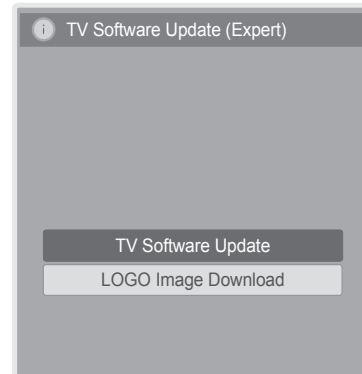 TV Software Update (Expert)
TV Software Update
LOGO Image Download